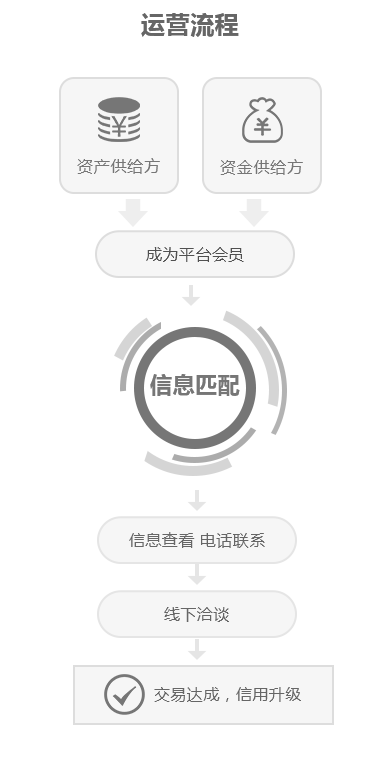 运营流程
资产供给方
资金供给方
成为平台会员
信息匹配
信息查看 电话联系
线下洽谈
交易达成，信用升级